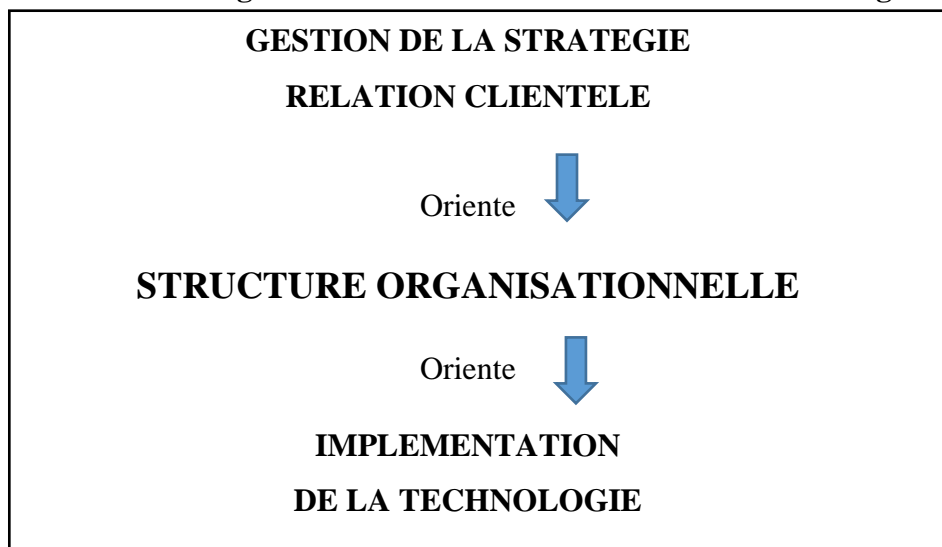 GESTION DE LA STRATEGIE
RELATION CLIENTELE
Oriente
STRUCTURE ORGANISATIONNELLE
Oriente
IMPLEMENTATION
DE LA TECHNOLOGIE